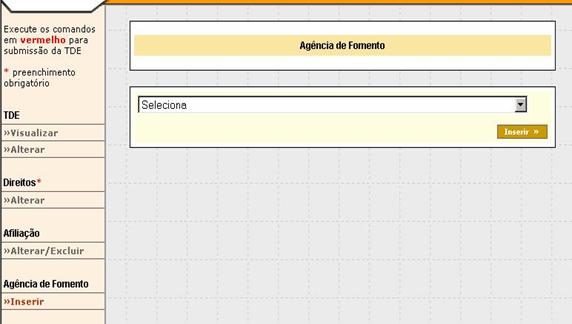 Execute os comandos
em vermelho para
submissão da TDE
* preenchimento
obrigatório
TDE
»Visualizar
»Alterar
Direitos*
»Alterar
Afiliação
»Alterar/Excluir
Agência de Fomento
»Inserir
Agência de Fomento
Seleciona
Inserir »